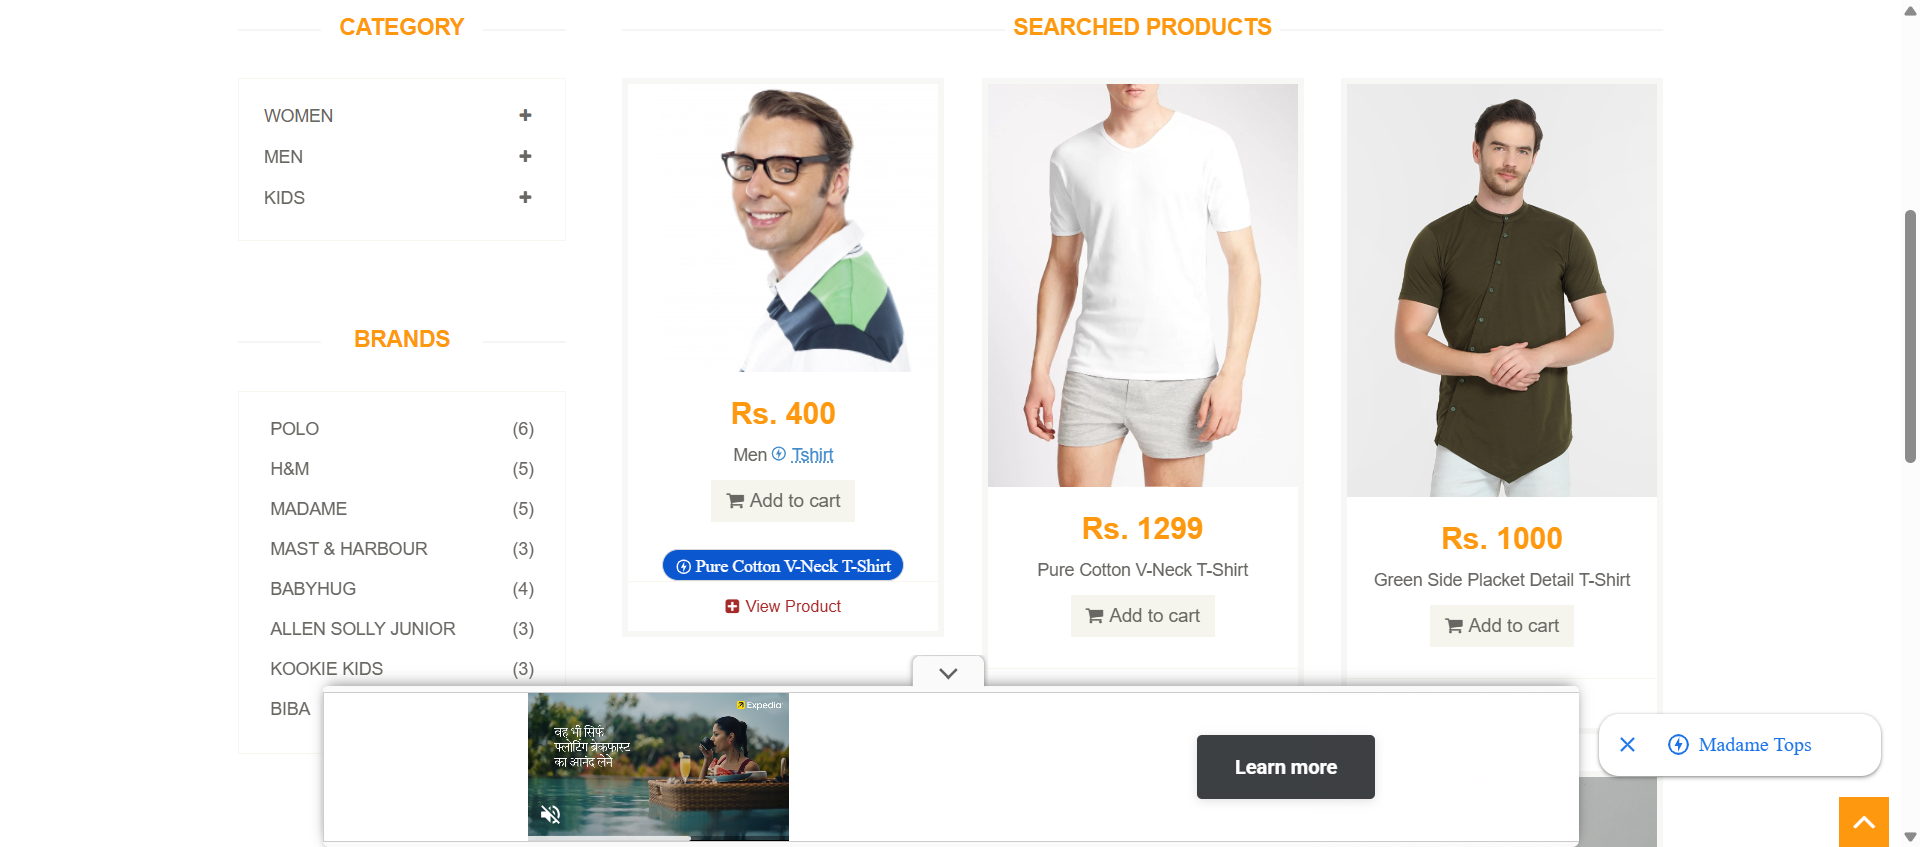 CATEGORY
WOMEN
MEN
KIDS
BRANDS
POLO (6)
H&M (5)
MADAME (5)
MAST & HARBOUR (3)
BABYHUG (4)
ALLEN SOLLY JUNIOR (3)
KOOKIE KIDS (3)
BIBA
SEARCHED PRODUCTS
Rs. 400
Men Tshirt
Add to cart
Pure Cotton V-Neck T-Shirt
View Product
Rs. 1299
Pure Cotton V-Neck T-Shirt
Add to cart
Rs. 1000
Green Side Placket Detail T-Shirt
Add to cart
Expedia
वह भी सिर्फ
फ्लोटिंग ब्रेकफास्ट
का आनंद लेने
Learn more
Madame Tops